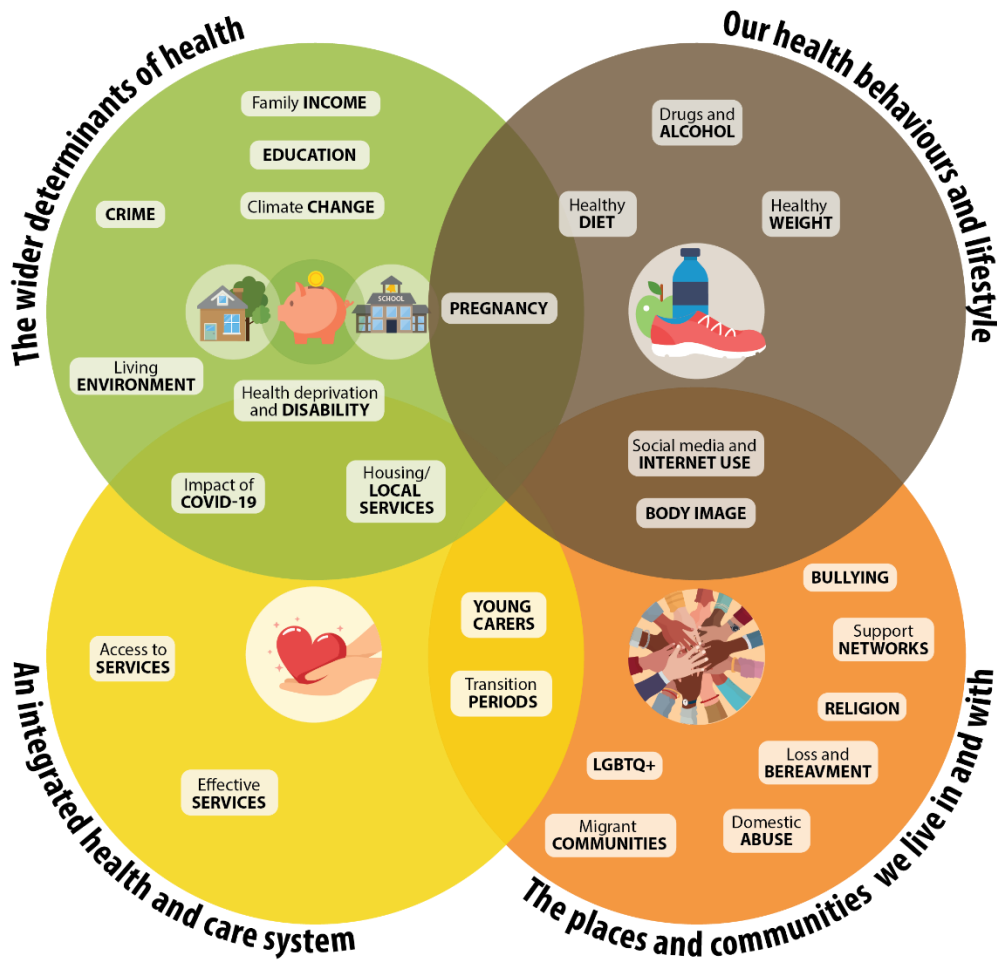 The wider determinants of health
Our health behaviours and lifestyle
Family INCOME
EDUCATION
Climate CHANGE
CRIME
SCHOOL
Living
ENVIRONMENT
Health deprivation
and DISABILITY
Impact of
COVID-19
Housing/
LOCAL
SERVICES
PREGNANCY
Drugs and
ALCOHOL
Healthy
DIET
Healthy
WEIGHT
Social media and
INTERNET USE
BODY IMAGE
Access to
SERVICES
Effective
SERVICES
YOUNG
CARERS
Transition
PERIODS
BULLYING
Support
NETWORKS
RELIGION
LGBTQ+
Loss and
BEREAVMENT
Migrant
COMMUNITIES
Domestic
ABUSE
An integrated health and care system
The places and communities we live in and with